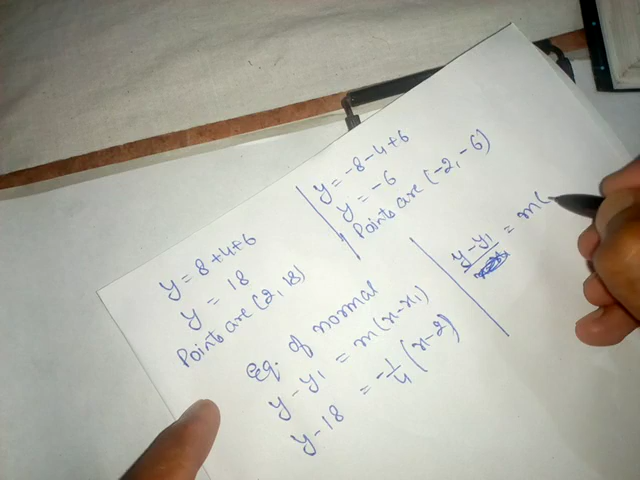 y = 8+4+6
y = 18
Points are (2, 18)
y = -8-4+6
y = -6
Points are (-2, -6)
Eq. of normal
y - y₁ = m(x-x₁)
y-18 = -1/4 (x-2)
y-y₁ = m(